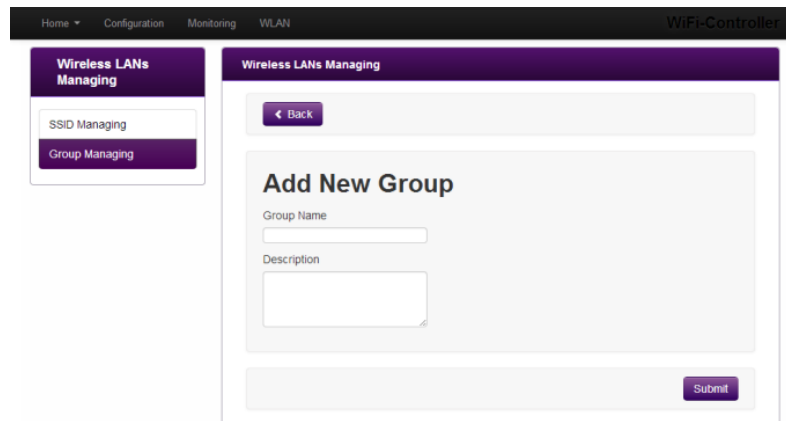 Home Configuration Monitoring WLAN WiFi-Controller
Wireless LANs
Managing
SSID Managing
Group Managing
Wireless LANs Managing
Back
Add New Group
Group Name
Description
Submit